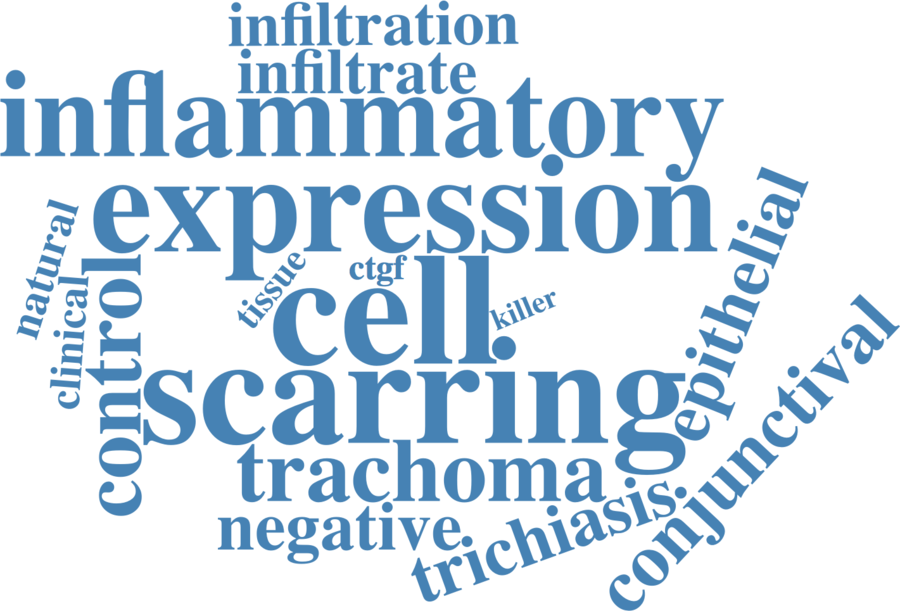 infiltration
infiltrate
inflammatory
expression
natural
clinical
control
tissue
ctgf
cell
killer
epithelial
scarring
conjunctival
trachoma
negative
trichiasis